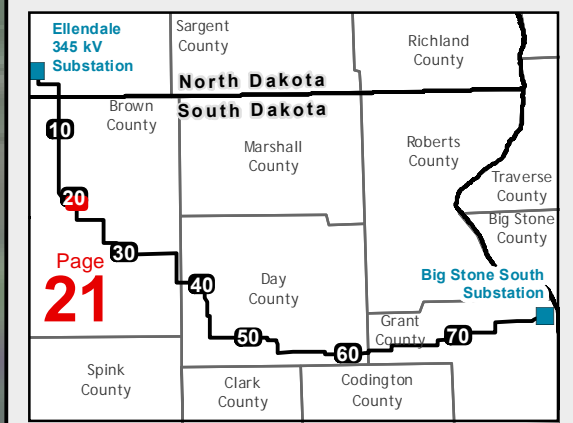 Ellendale
345 kV
Substation
Sargent
County
Richland
County
North Dakota
South Dakota
Brown
County
10
Marshall
County
Roberts
County
Traverse
County
20
Big Stone
County
30
Page
21
40
Day
County
Big Stone South
Substation
Grant
County
50
60
70
Spink
County
Clark
County
Codington
County